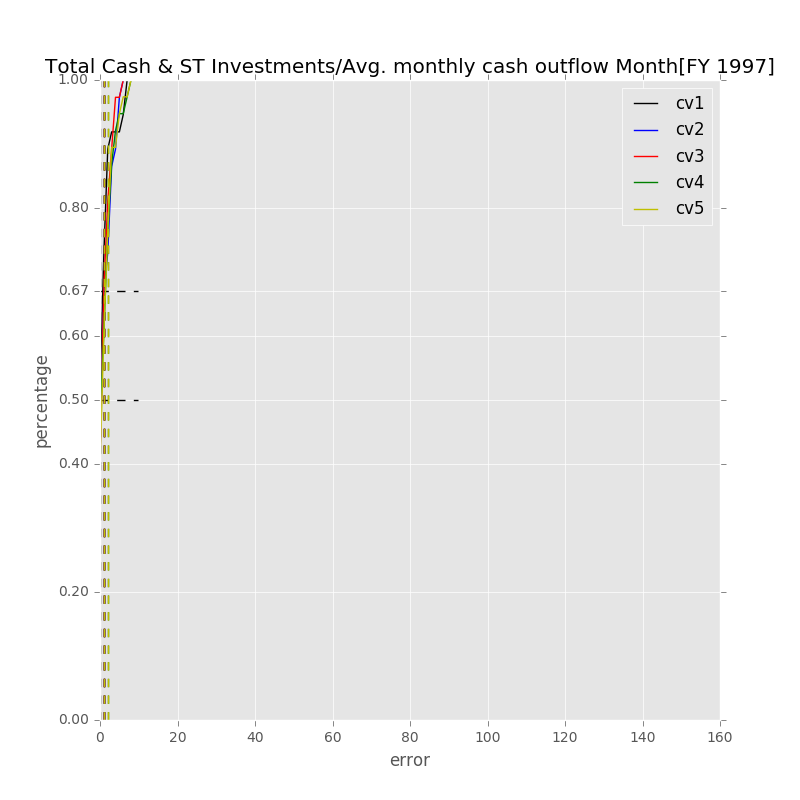 Total Cash & ST Investments/Avg. monthly cash outflow Month[FY 1997]
1.00
0.80
0.67
0.60
0.50
0.40
0.20
0.00
percentage
cv1
cv2
cv3
cv4
cv5
0 20 40 60 80 100 120 140 160
error